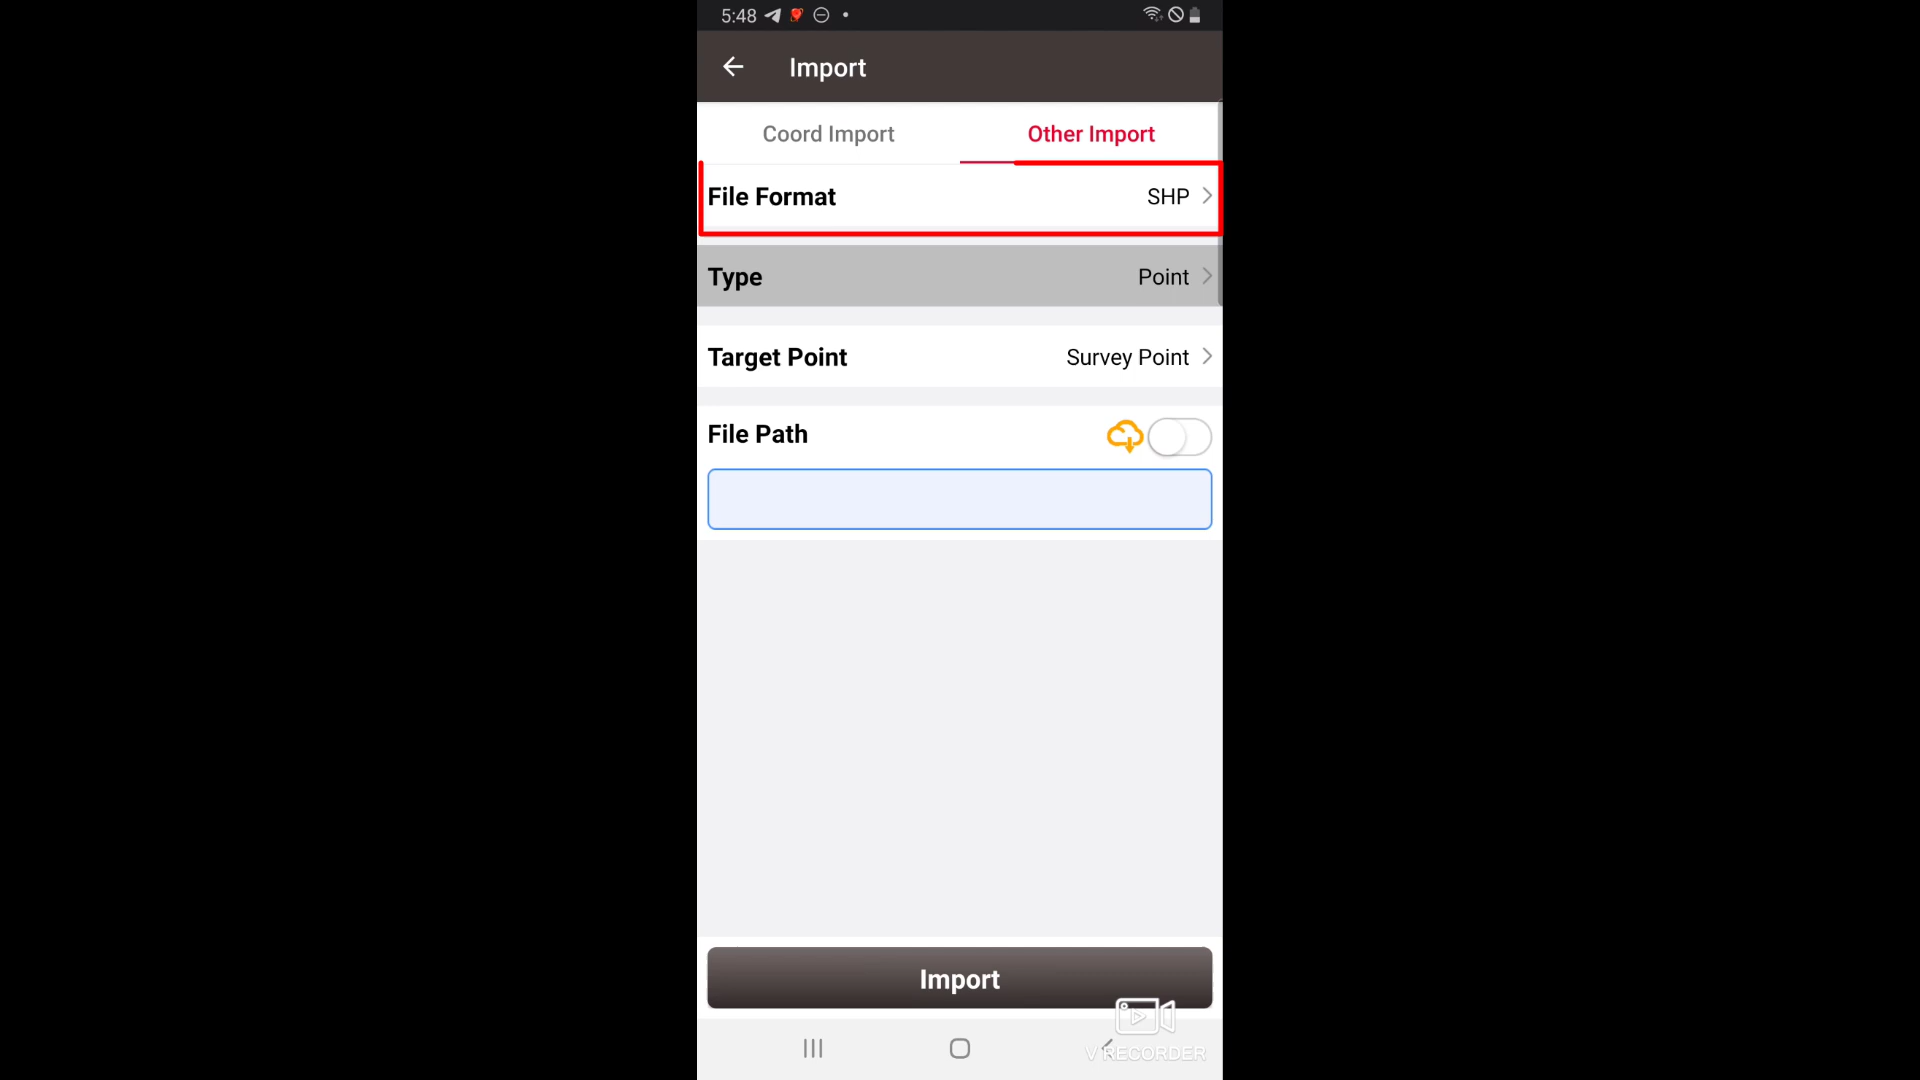 5:48
Import
Coord Import
Other Import
File Format
SHP
Type
Point
Target Point
Survey Point
File Path
Import
V RECORDER